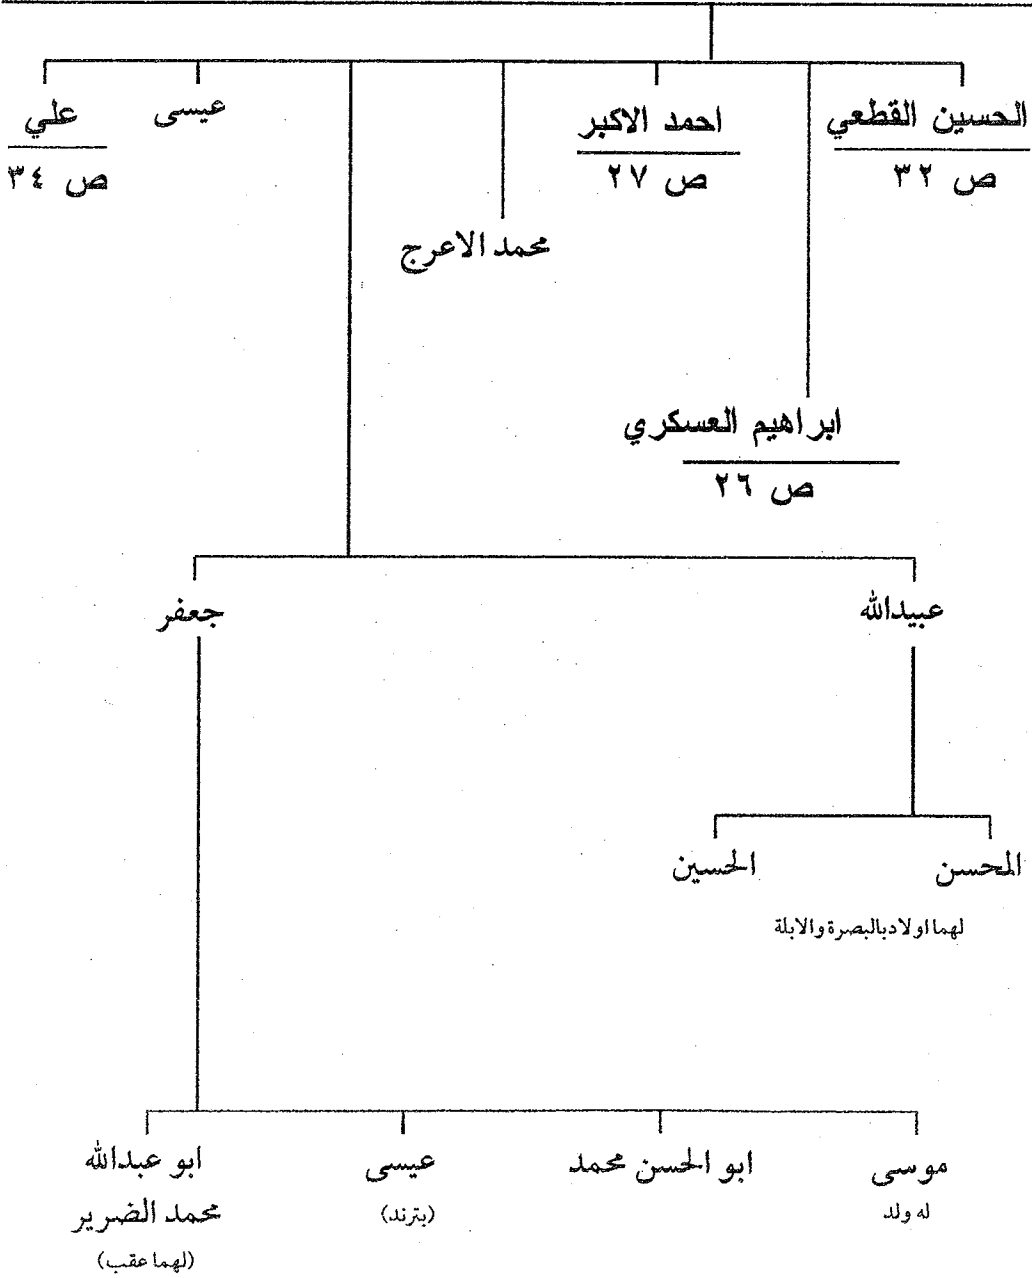 الحسين القطعي
ص ٣٢
احمد الاكبر
ص ٢٧
عيسى
علي
ص ٣٤
محمد الاعرج
ابراهيم العسكري
ص ٢٦
عبيدالله
جعفر
المحسن
الحسين
لهما اولاد بالبصرة والابلة
موسى
له ولد
ابو الحسن محمد
عيسى
(بترند)
ابو عبدالله
محمد الضرير
(لهما عقب)